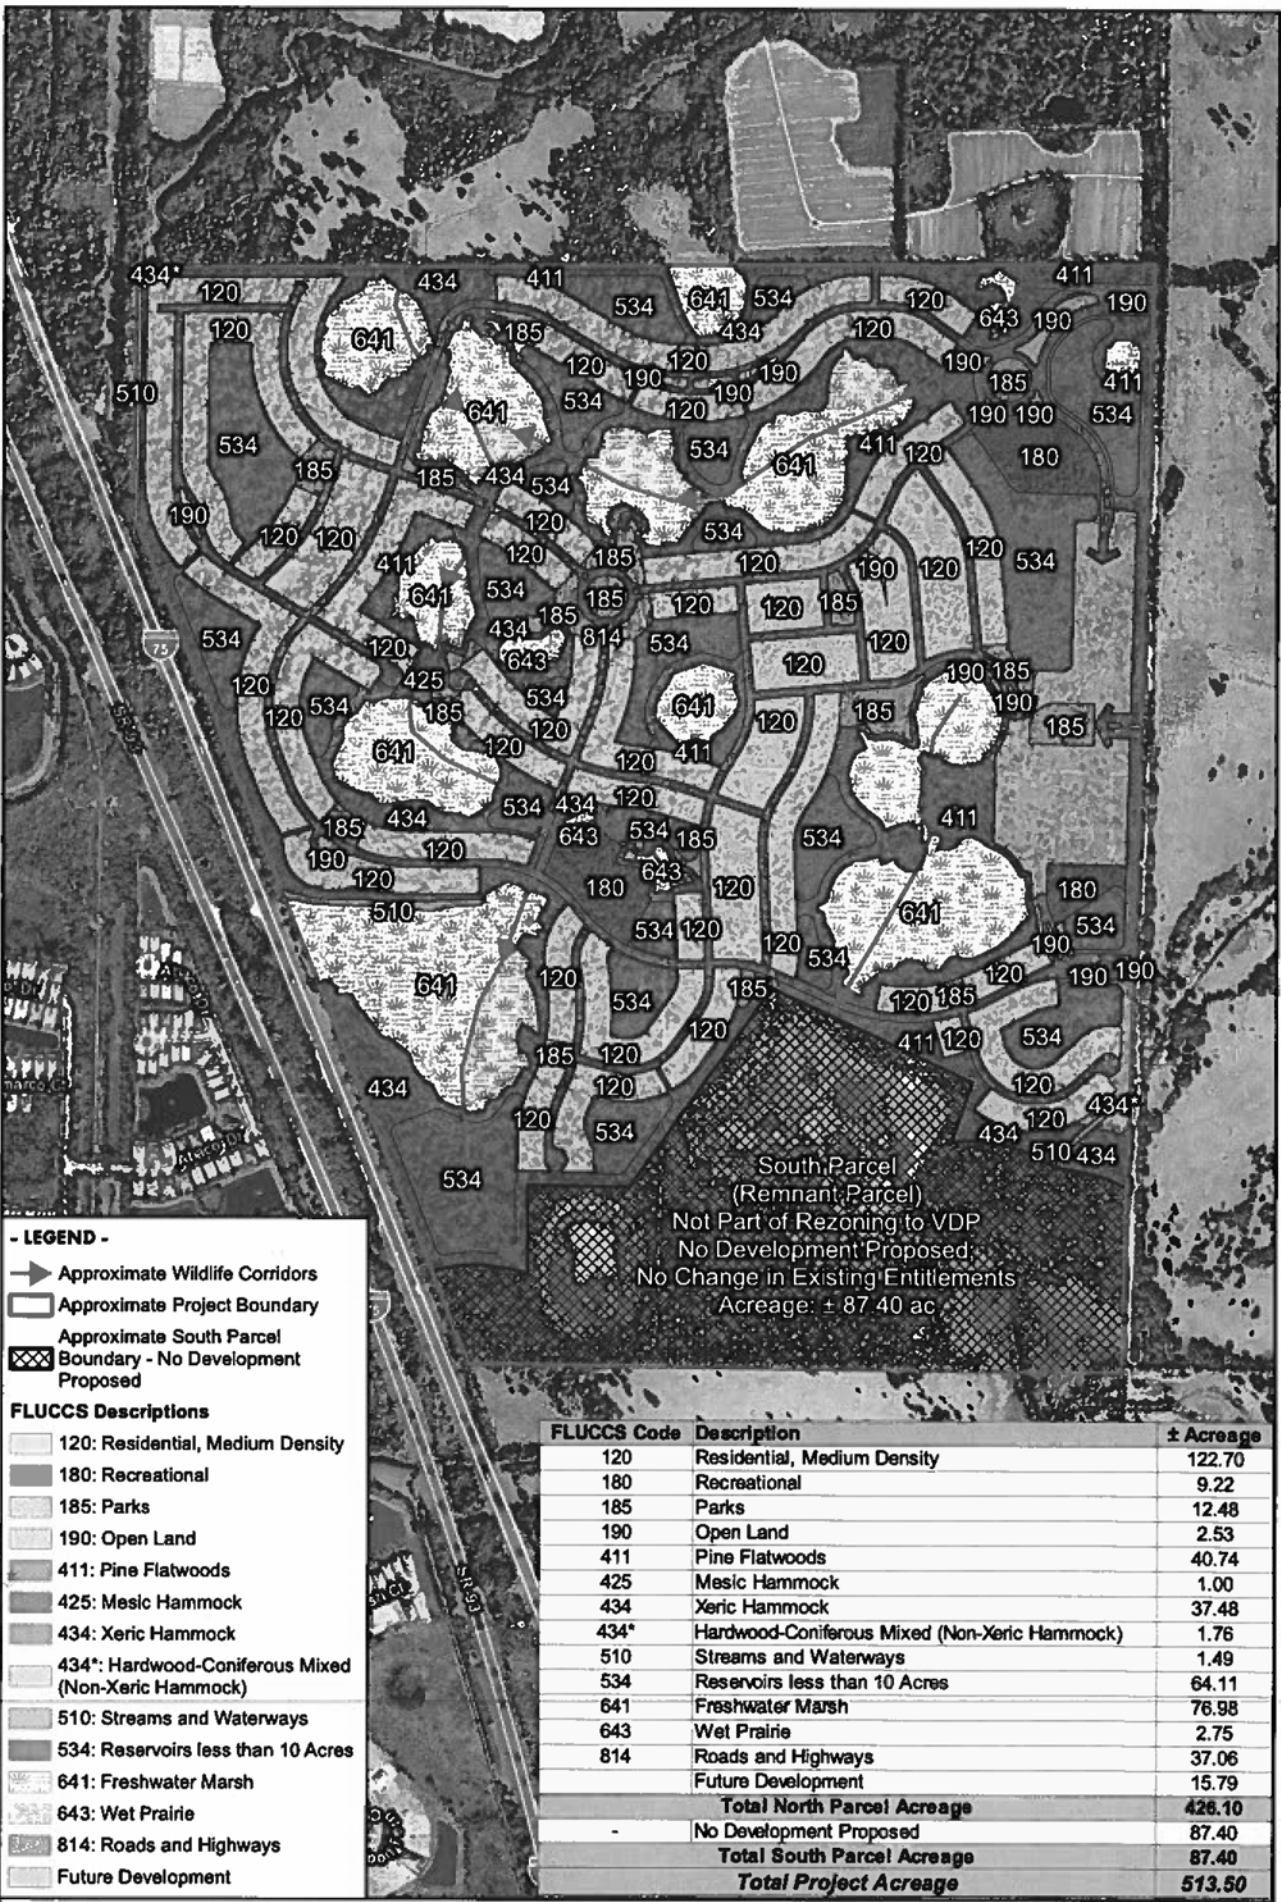 434* 434 411 411
120 534 641 534 120 190
643 190
120 185 434 120
641 120 190 120 190 190 185 411
510 641 534 190 120 190 190 534
534 534 641 411 120 180
185 185 434 534
190 120 534
120 120 120 185 120 190 120 120 534
411 641 534 185 120 120 185
534 434 185 814 534 120
120 643 120 190 185
425 534 641 190
120 120 534 185 120 120 185 185
641 120 120 411
534 434 120
185 434 643 534 185 534 411
190 120 643 120
120 180 180
510 534 120 120 534 534
190
641 120 534 185 120 190 190
120 185
185 120 120 411 120 534
434 120 120 434*
120 534 434 120
534 510 434
75
SR-93
Atrico Dr
South Parcel
(Remnant Parcel)
Not Part of Rezoning to VDP
No Development Proposed;
No Change in Existing Entitlements
Acreage: ± 87.40 ac
- LEGEND -
Approximate Wildlife Corridors
Approximate Project Boundary
Approximate South Parcel
Boundary - No Development
Proposed
FLUCCS Descriptions
120: Residential, Medium Density
180: Recreational
185: Parks
190: Open Land
411: Pine Flatwoods
425: Mesic Hammock
434: Xeric Hammock
434*: Hardwood-Coniferous Mixed
(Non-Xeric Hammock)
510: Streams and Waterways
534: Reservoirs less than 10 Acres
641: Freshwater Marsh
643: Wet Prairie
814: Roads and Highways
Future Development
SR-93
FLUCCS Code Description ± Acreage
120 Residential, Medium Density 122.70
180 Recreational 9.22
185 Parks 12.48
190 Open Land 2.53
411 Pine Flatwoods 40.74
425 Mesic Hammock 1.00
434 Xeric Hammock 37.48
434* Hardwood-Coniferous Mixed (Non-Xeric Hammock) 1.76
510 Streams and Waterways 1.49
534 Reservoirs less than 10 Acres 64.11
641 Freshwater Marsh 76.98
643 Wet Prairie 2.75
814 Roads and Highways 37.06
Future Development 15.79
Total North Parcel Acreage 426.10
- No Development Proposed 87.40
Total South Parcel Acreage 87.40
Total Project Acreage 513.50